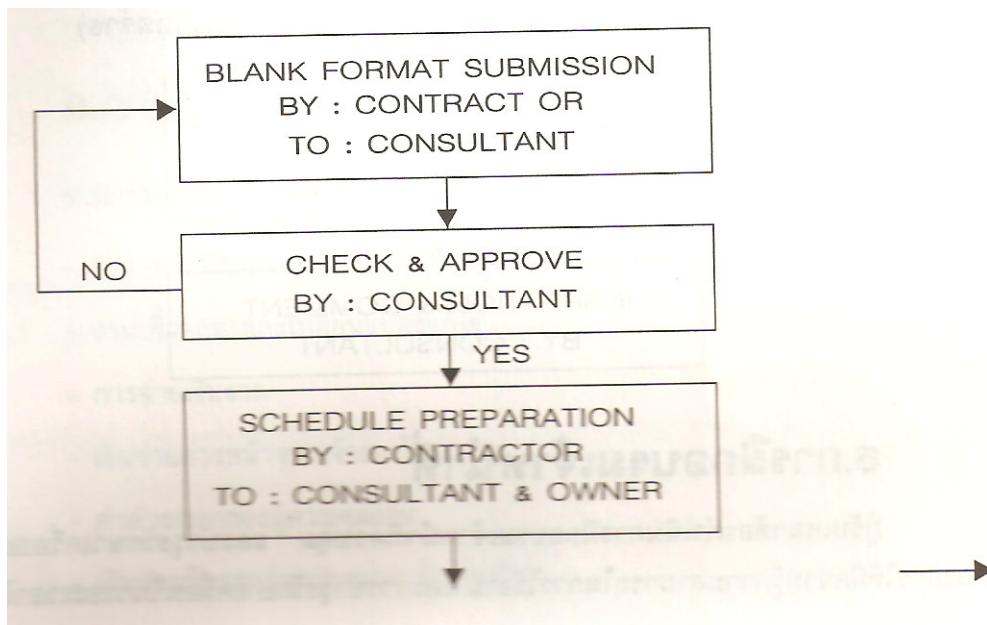 BLANK FORMAT SUBMISSION
BY : CONTRACT OR
TO : CONSULTANT
NO
CHECK & APPROVE
BY : CONSULTANT
YES
SCHEDULE PREPARATION
BY : CONTRACTOR
TO : CONSULTANT & OWNER